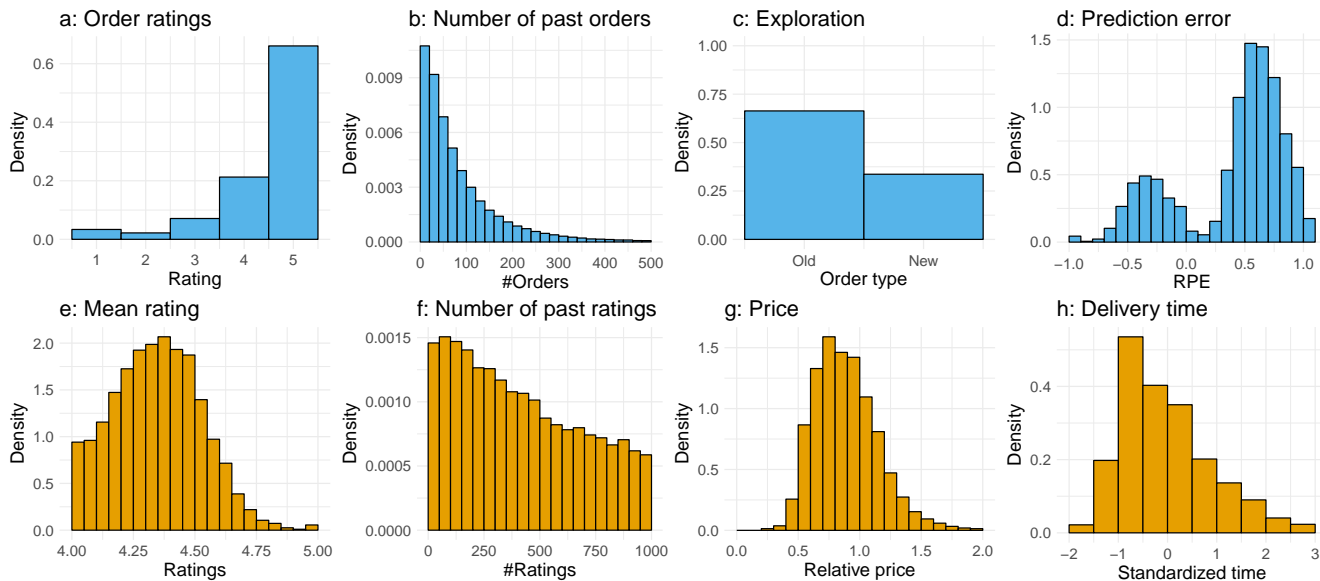 a: Order ratings
0.6
0.4
0.2
0.0
Density
1 2 3 4 5
Rating
b: Number of past orders
0.009
0.006
0.003
0.000
Density
0 100 200 300 400 500
#Orders
c: Exploration
1.00
0.75
0.50
0.25
0.00
Density
Old New
Order type
d: Prediction error
1.5
1.0
0.5
0.0
Density
−1.0 −0.5 0.0 0.5 1.0
RPE
e: Mean rating
2.0
1.5
1.0
0.5
0.0
Density
4.00 4.25 4.50 4.75 5.00
Ratings
f: Number of past ratings
0.0015
0.0010
0.0005
0.0000
Density
0 250 500 750 1000
#Ratings
g: Price
1.5
1.0
0.5
0.0
Density
0.0 0.5 1.0 1.5 2.0
Relative price
h: Delivery time
0.4
0.2
0.0
Density
−2 −1 0 1 2 3
Standardized time